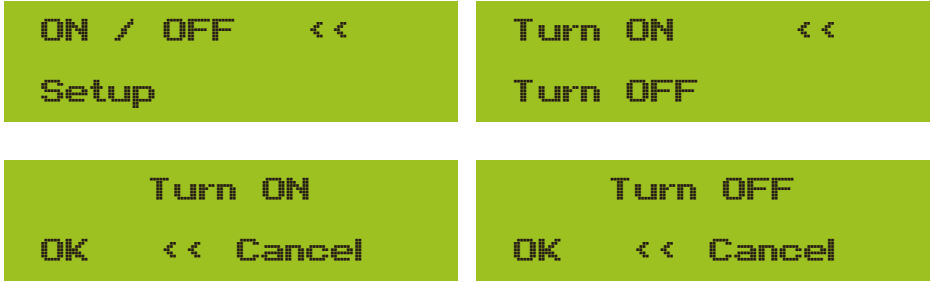 ON / OFF <<
Setup
Turn ON <<
Turn OFF
Turn ON
OK << Cancel
Turn OFF
OK << Cancel